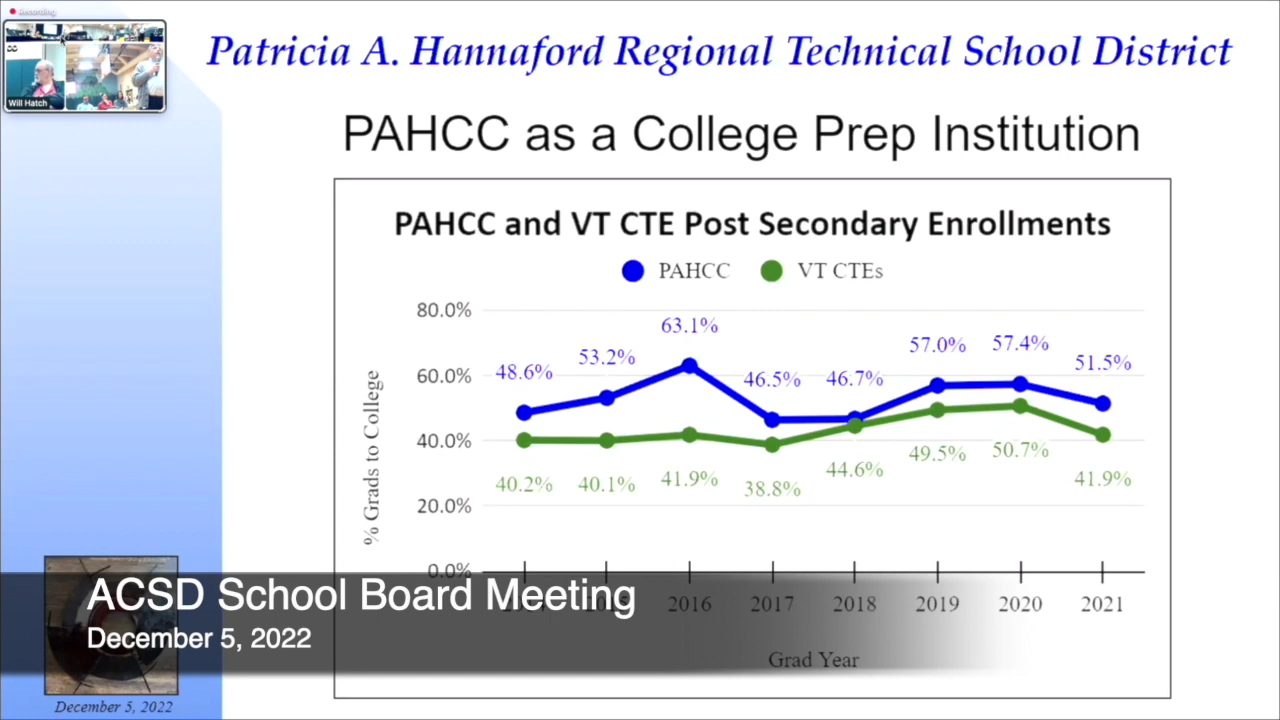 Recording
Will Hatch
Patricia A. Hannaford Regional Technical School District
PAHCC as a College Prep Institution
PAHCC and VT CTE Post Secondary Enrollments
PAHCC
VT CTEs
% Grads to College
80.0%
60.0%
40.0%
20.0%
0.0%
48.6%
53.2%
63.1%
46.5%
46.7%
57.0%
57.4%
51.5%
40.2%
40.1%
41.9%
38.8%
44.6%
49.5%
50.7%
41.9%
2016
2017
2018
2019
2020
2021
Grad Year
ACSD School Board Meeting
December 5, 2022
December 5, 2022